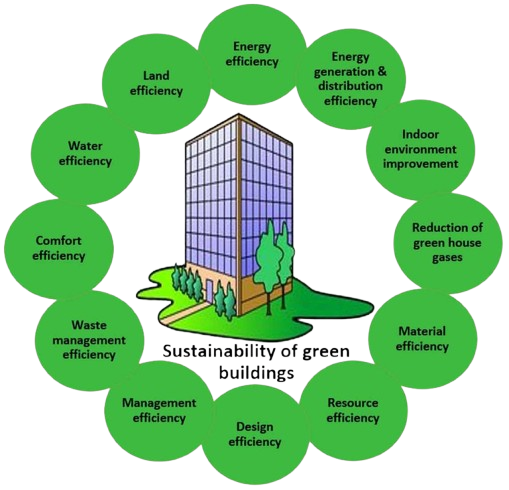 Energy
efficiency
Energy
generation &
distribution
efficiency
Indoor
environment
improvement
Reduction of
green house
gases
Material
efficiency
Resource
efficiency
Design
efficiency
Management
efficiency
Waste
management
efficiency
Comfort
efficiency
Water
efficiency
Land
efficiency
Sustainability of green
buildings